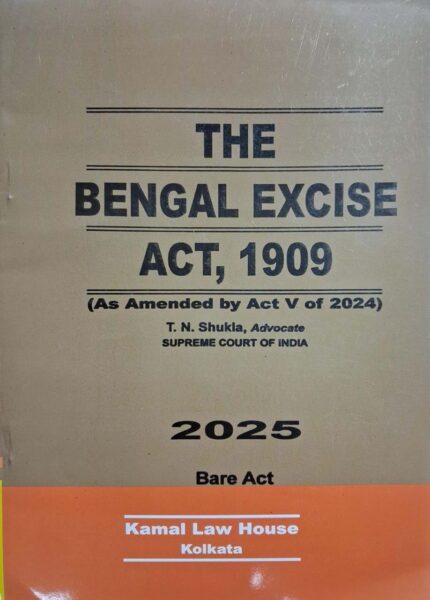 THE
BENGAL EXCISE
ACT, 1909
(As Amended by Act V of 2024)
T. N. Shukla, Advocate
SUPREME COURT OF INDIA
2025
Bare Act
Kamal Law House
Kolkata